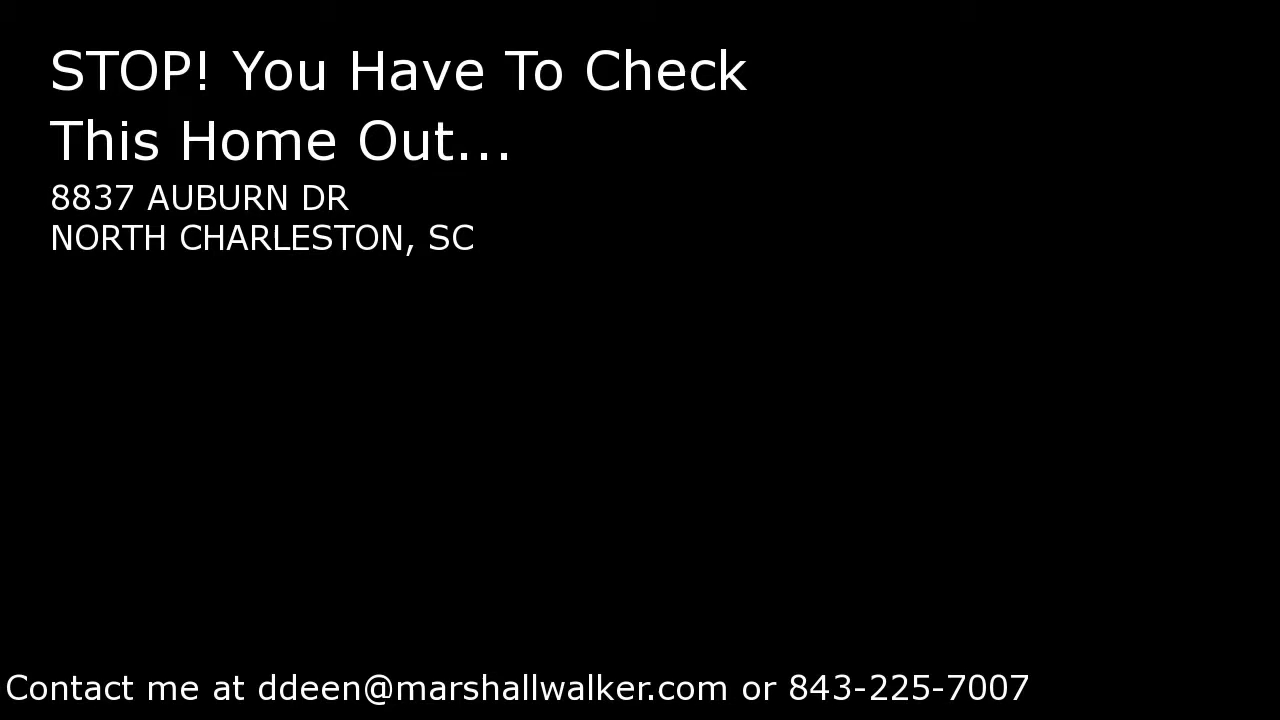 STOP! You Have To Check
This Home Out...
8837 AUBURN DR
NORTH CHARLESTON, SC
Contact me at ddeen@marshallwalker.com or 843-225-7007